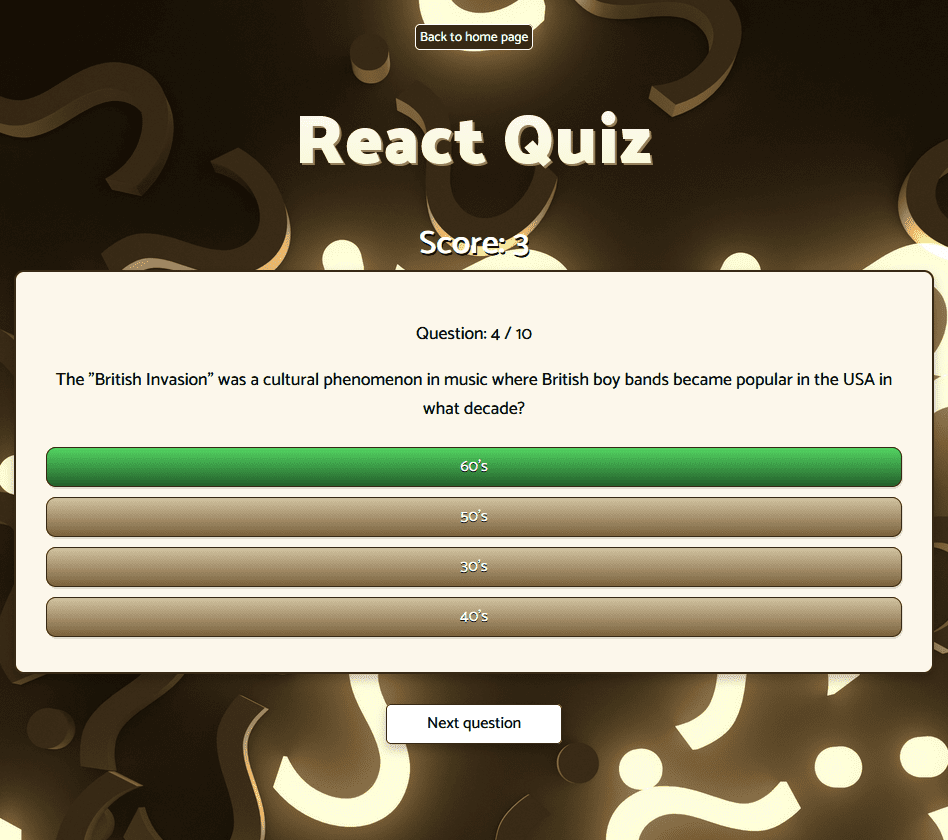 Back to home page
React Quiz
Score: 3
Question: 4 / 10
The ”British Invasion” was a cultural phenomenon in music where British boy bands became popular in the USA in
what decade?
60's
50's
30's
40's
Next question